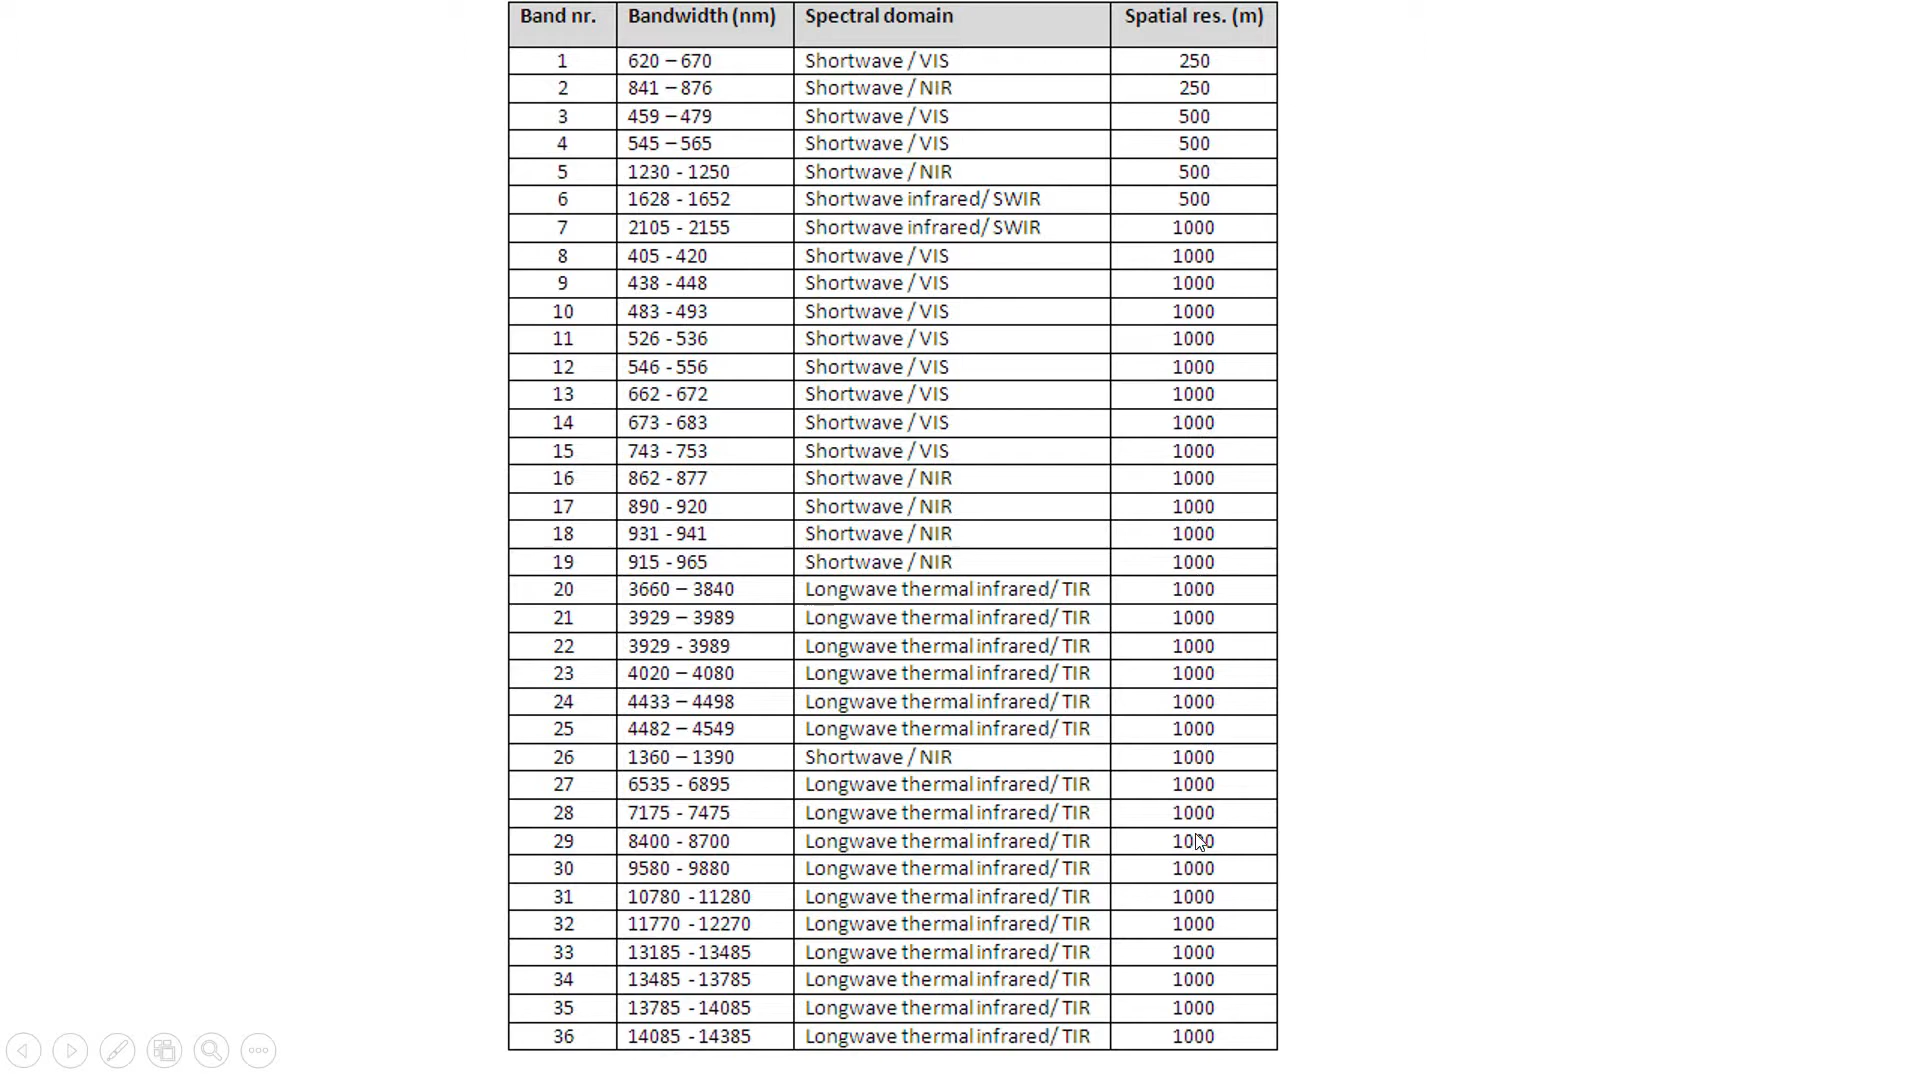 Band nr. Bandwidth (nm) Spectral domain Spatial res. (m)
1 620 – 670 Shortwave / VIS 250
2 841 – 876 Shortwave / NIR 250
3 459 – 479 Shortwave / VIS 500
4 545 – 565 Shortwave / VIS 500
5 1230 - 1250 Shortwave / NIR 500
6 1628 - 1652 Shortwave infrared/ SWIR 500
7 2105 - 2155 Shortwave infrared/ SWIR 1000
8 405 - 420 Shortwave / VIS 1000
9 438 - 448 Shortwave / VIS 1000
10 483 - 493 Shortwave / VIS 1000
11 526 - 536 Shortwave / VIS 1000
12 546 - 556 Shortwave / VIS 1000
13 662 - 672 Shortwave / VIS 1000
14 673 - 683 Shortwave / VIS 1000
15 743 - 753 Shortwave / VIS 1000
16 862 - 877 Shortwave / NIR 1000
17 890 - 920 Shortwave / NIR 1000
18 931 - 941 Shortwave / NIR 1000
19 915 - 965 Shortwave / NIR 1000
20 3660 – 3840 Longwave thermal infrared/ TIR 1000
21 3929 – 3989 Longwave thermal infrared/ TIR 1000
22 3929 - 3989 Longwave thermal infrared/ TIR 1000
23 4020 – 4080 Longwave thermal infrared/ TIR 1000
24 4433 – 4498 Longwave thermal infrared/ TIR 1000
25 4482 – 4549 Longwave thermal infrared/ TIR 1000
26 1360 – 1390 Shortwave / NIR 1000
27 6535 - 6895 Longwave thermal infrared/ TIR 1000
28 7175 - 7475 Longwave thermal infrared/ TIR 1000
29 8400 - 8700 Longwave thermal infrared/ TIR 1000
30 9580 - 9880 Longwave thermal infrared/ TIR 1000
31 10780 - 11280 Longwave thermal infrared/ TIR 1000
32 11770 - 12270 Longwave thermal infrared/ TIR 1000
33 13185 - 13485 Longwave thermal infrared/ TIR 1000
34 13485 - 13785 Longwave thermal infrared/ TIR 1000
35 13785 - 14085 Longwave thermal infrared/ TIR 1000
36 14085 - 14385 Longwave thermal infrared/ TIR 1000